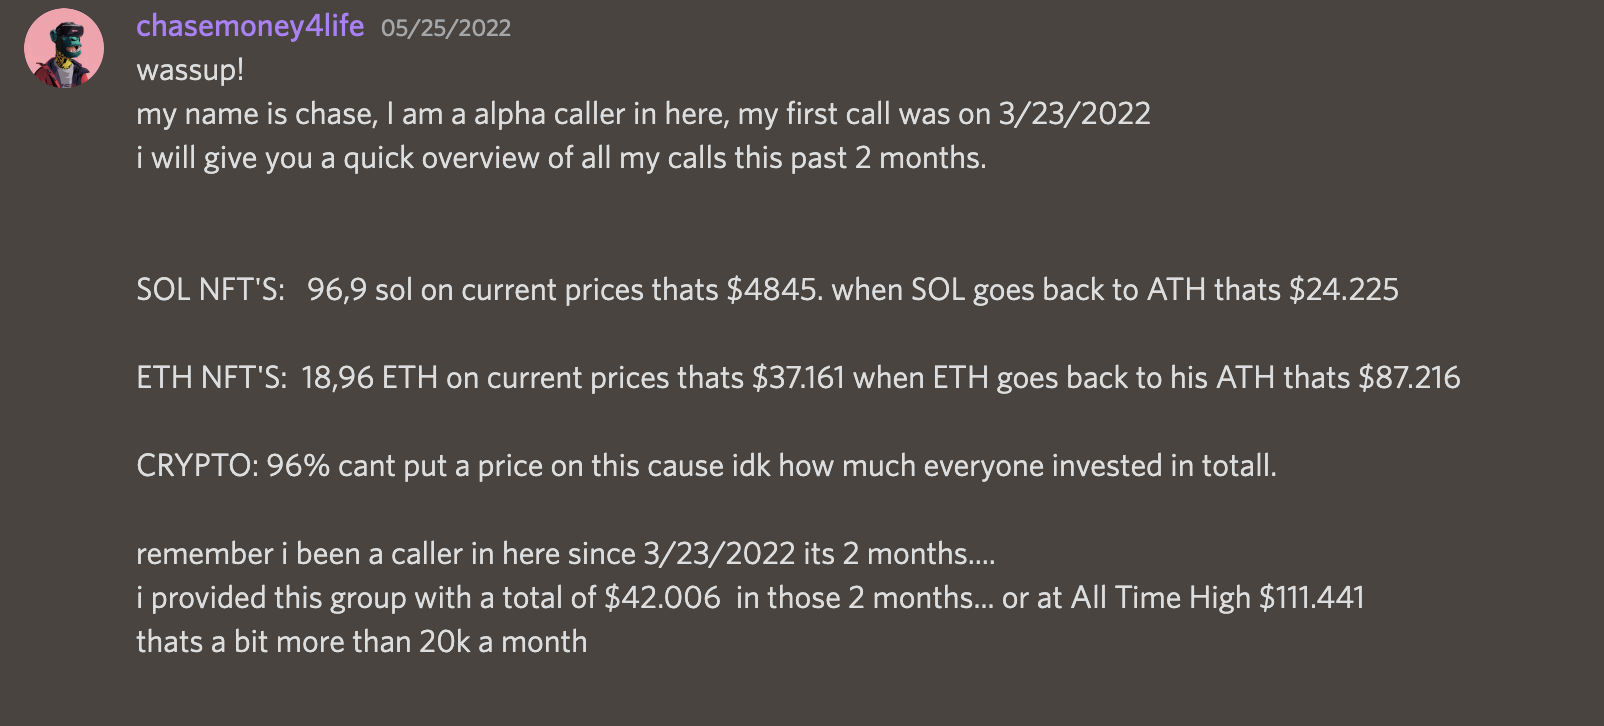 chasemoney4life 05/25/2022
wassup!
my name is chase, I am a alpha caller in here, my first call was on 3/23/2022
i will give you a quick overview of all my calls this past 2 months.
SOL NFT'S:   96,9 sol on current prices thats $4845. when SOL goes back to ATH thats $24.225
ETH NFT'S:  18,96 ETH on current prices thats $37.161 when ETH goes back to his ATH thats $87.216
CRYPTO: 96% cant put a price on this cause idk how much everyone invested in totall.
remember i been a caller in here since 3/23/2022 its 2 months....
i provided this group with a total of $42.006  in those 2 months... or at All Time High $111.441
thats a bit more than 20k a month